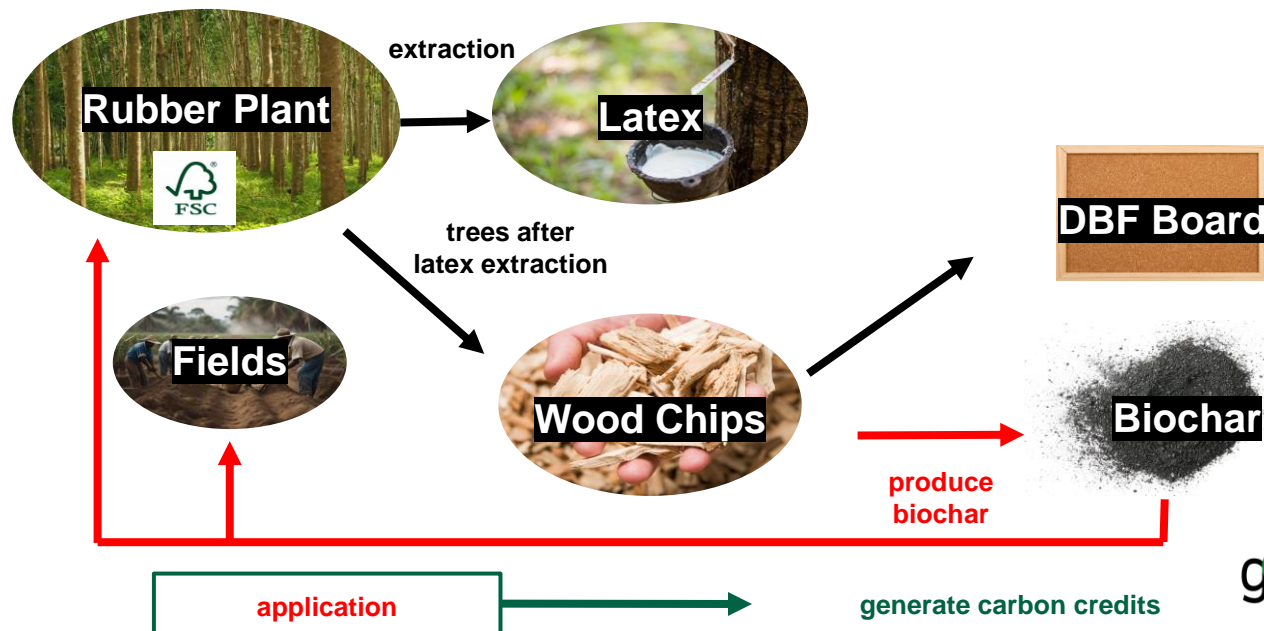 extraction
Rubber Plant
Latex
FSC
®
trees after
latex extraction
DBF Board
Fields
Wood Chips
Biochar
produce
biochar
application
generate carbon credits
g